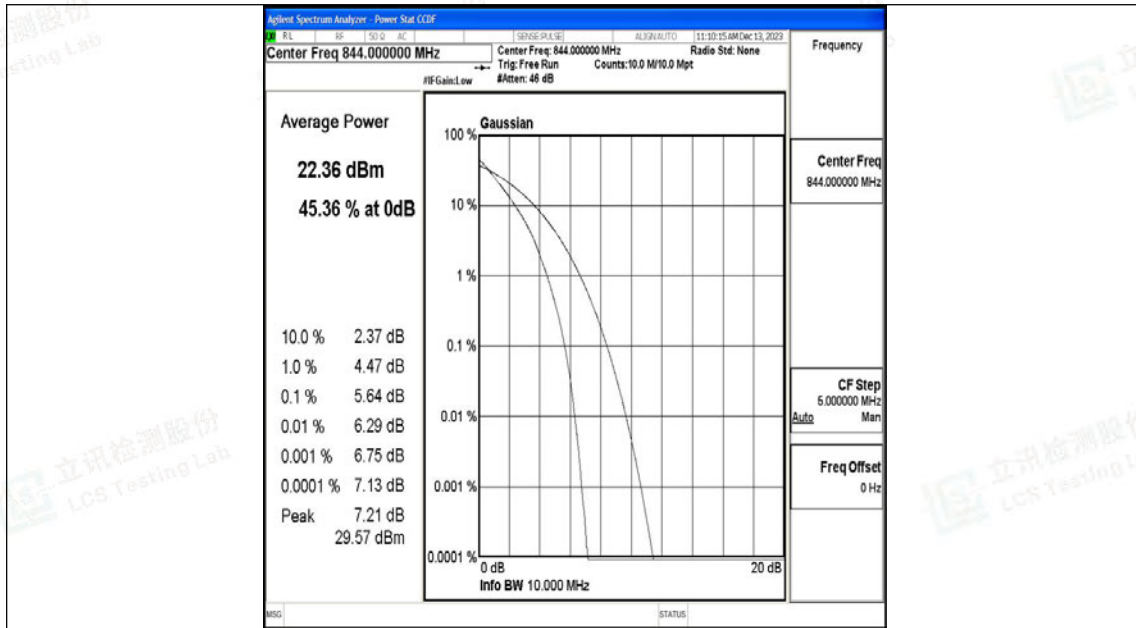 Agilent Spectrum Analyzer - Power Stat CCDF
RL RF 50 Ω AC SENSE:PULSE ALIGNAUTO 11:10:15 AM Dec 13, 2023
Center Freq 844.000000 MHz
Center Freq: 844.000000 MHz Radio Std: None
Trig: Free Run Counts:10.0 M/10.0 Mpt
#IFGain:Low #Atten: 46 dB
Frequency
Average Power
22.36 dBm
45.36 % at 0dB
10.0 % 2.37 dB
1.0 % 4.47 dB
0.1 % 5.64 dB
0.01 % 6.29 dB
0.001 % 6.75 dB
0.0001 % 7.13 dB
Peak 7.21 dB
29.57 dBm
Gaussian
100 %
10 %
1 %
0.1 %
0.01 %
0.001 %
0.0001 %
0 dB 20 dB
Info BW 10.000 MHz
Center Freq
844.000000 MHz
CF Step
5.000000 MHz
Auto Man
Freq Offset
0 Hz
MSG STATUS
立讯检测股份
LCS Testing Lab
立讯检测股份
LCS Testing L